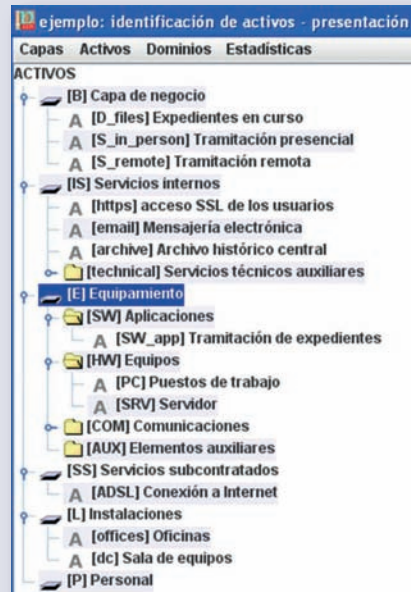 ejemplo: identificación de activos - presentación
Capas Activos Dominios Estadísticas
ACTIVOS
[B] Capa de negocio
A [D_files] Expedientes en curso
A [S_in_person] Tramitación presencial
A [S_remote] Tramitación remota
[IS] Servicios internos
A [https] acceso SSL de los usuarios
A [email] Mensajería electrónica
A [archive] Archivo histórico central
[technical] Servicios técnicos auxiliares
[E] Equipamiento
[SW] Aplicaciones
A [SW_app] Tramitación de expedientes
[HW] Equipos
A [PC] Puestos de trabajo
A [SRV] Servidor
[COM] Comunicaciones
[AUX] Elementos auxiliares
[SS] Servicios subcontratados
A [ADSL] Conexión a Internet
[L] Instalaciones
A [offices] Oficinas
A [dc] Sala de equipos
[P] Personal